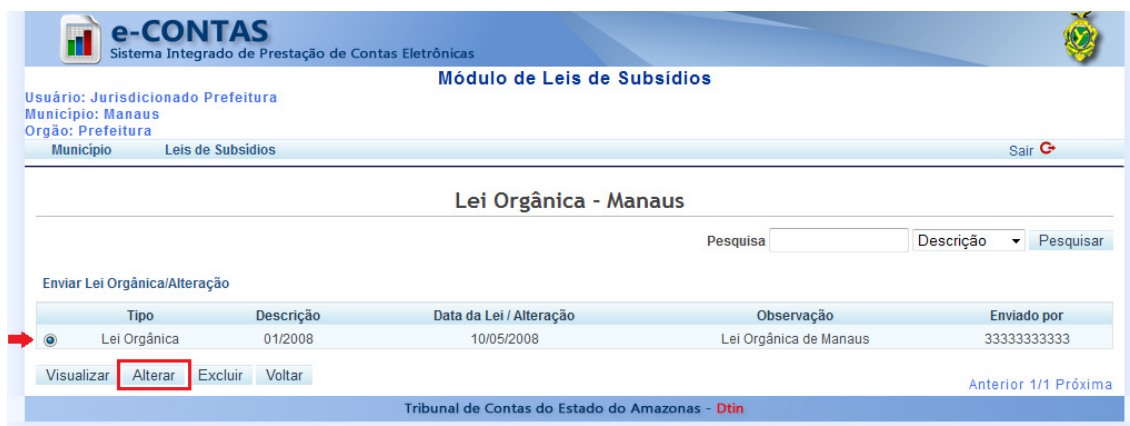 e-CONTAS
Sistema Integrado de Prestação de Contas Eletrônicas
Módulo de Leis de Subsídios
Usuário: Jurisdicionado Prefeitura
Município: Manaus
Orgão: Prefeitura
Município Leis de Subsídios Sair
Lei Orgânica - Manaus
Pesquisa Descrição Pesquisar
Enviar Lei Orgânica/Alteração
Tipo Descrição Data da Lei / Alteração Observação Enviado por
Lei Orgânica 01/2008 10/05/2008 Lei Orgânica de Manaus 33333333333
Visualizar Alterar Excluir Voltar
Anterior 1/1 Próxima
Tribunal de Contas do Estado do Amazonas - Dtin